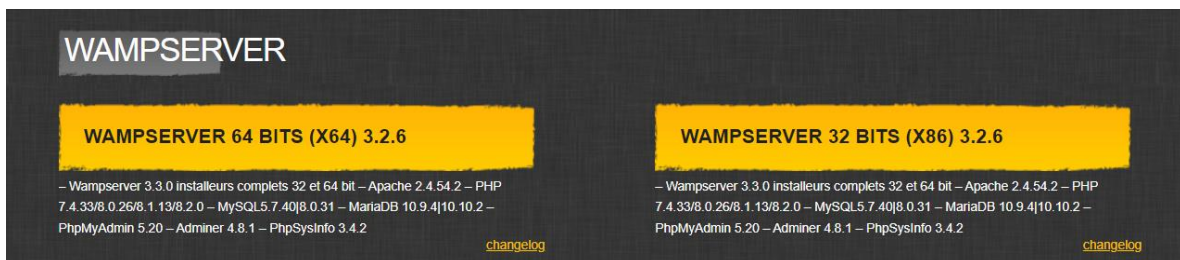 WAMPSERVER
WAMPSERVER 64 BITS (X64) 3.2.6
– Wampserver 3.3.0 installeurs complets 32 et 64 bit – Apache 2.4.54.2 – PHP
7.4.33/8.0.26/8.1.13/8.2.0 – MySQL5.7.40|8.0.31 – MariaDB 10.9.4|10.10.2 –
PhpMyAdmin 5.20 – Adminer 4.8.1 – PhpSysInfo 3.4.2
changelog
WAMPSERVER 32 BITS (X86) 3.2.6
– Wampserver 3.3.0 installeurs complets 32 et 64 bit – Apache 2.4.54.2 – PHP
7.4.33/8.0.26/8.1.13/8.2.0 – MySQL5.7.40|8.0.31 – MariaDB 10.9.4|10.10.2 –
PhpMyAdmin 5.20 – Adminer 4.8.1 – PhpSysInfo 3.4.2
changelog